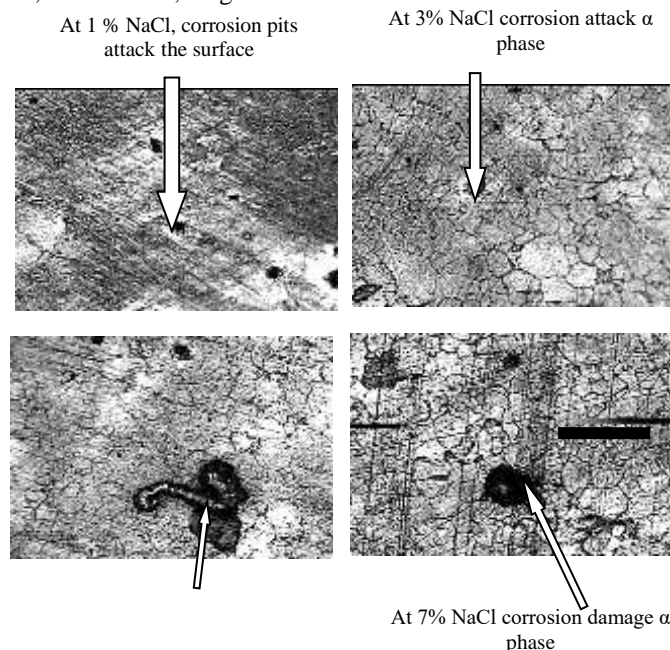 At 1 % NaCl, corrosion pits
attack the surface
At 3% NaCl corrosion attack α
phase
At 7% NaCl corrosion damage α
phase